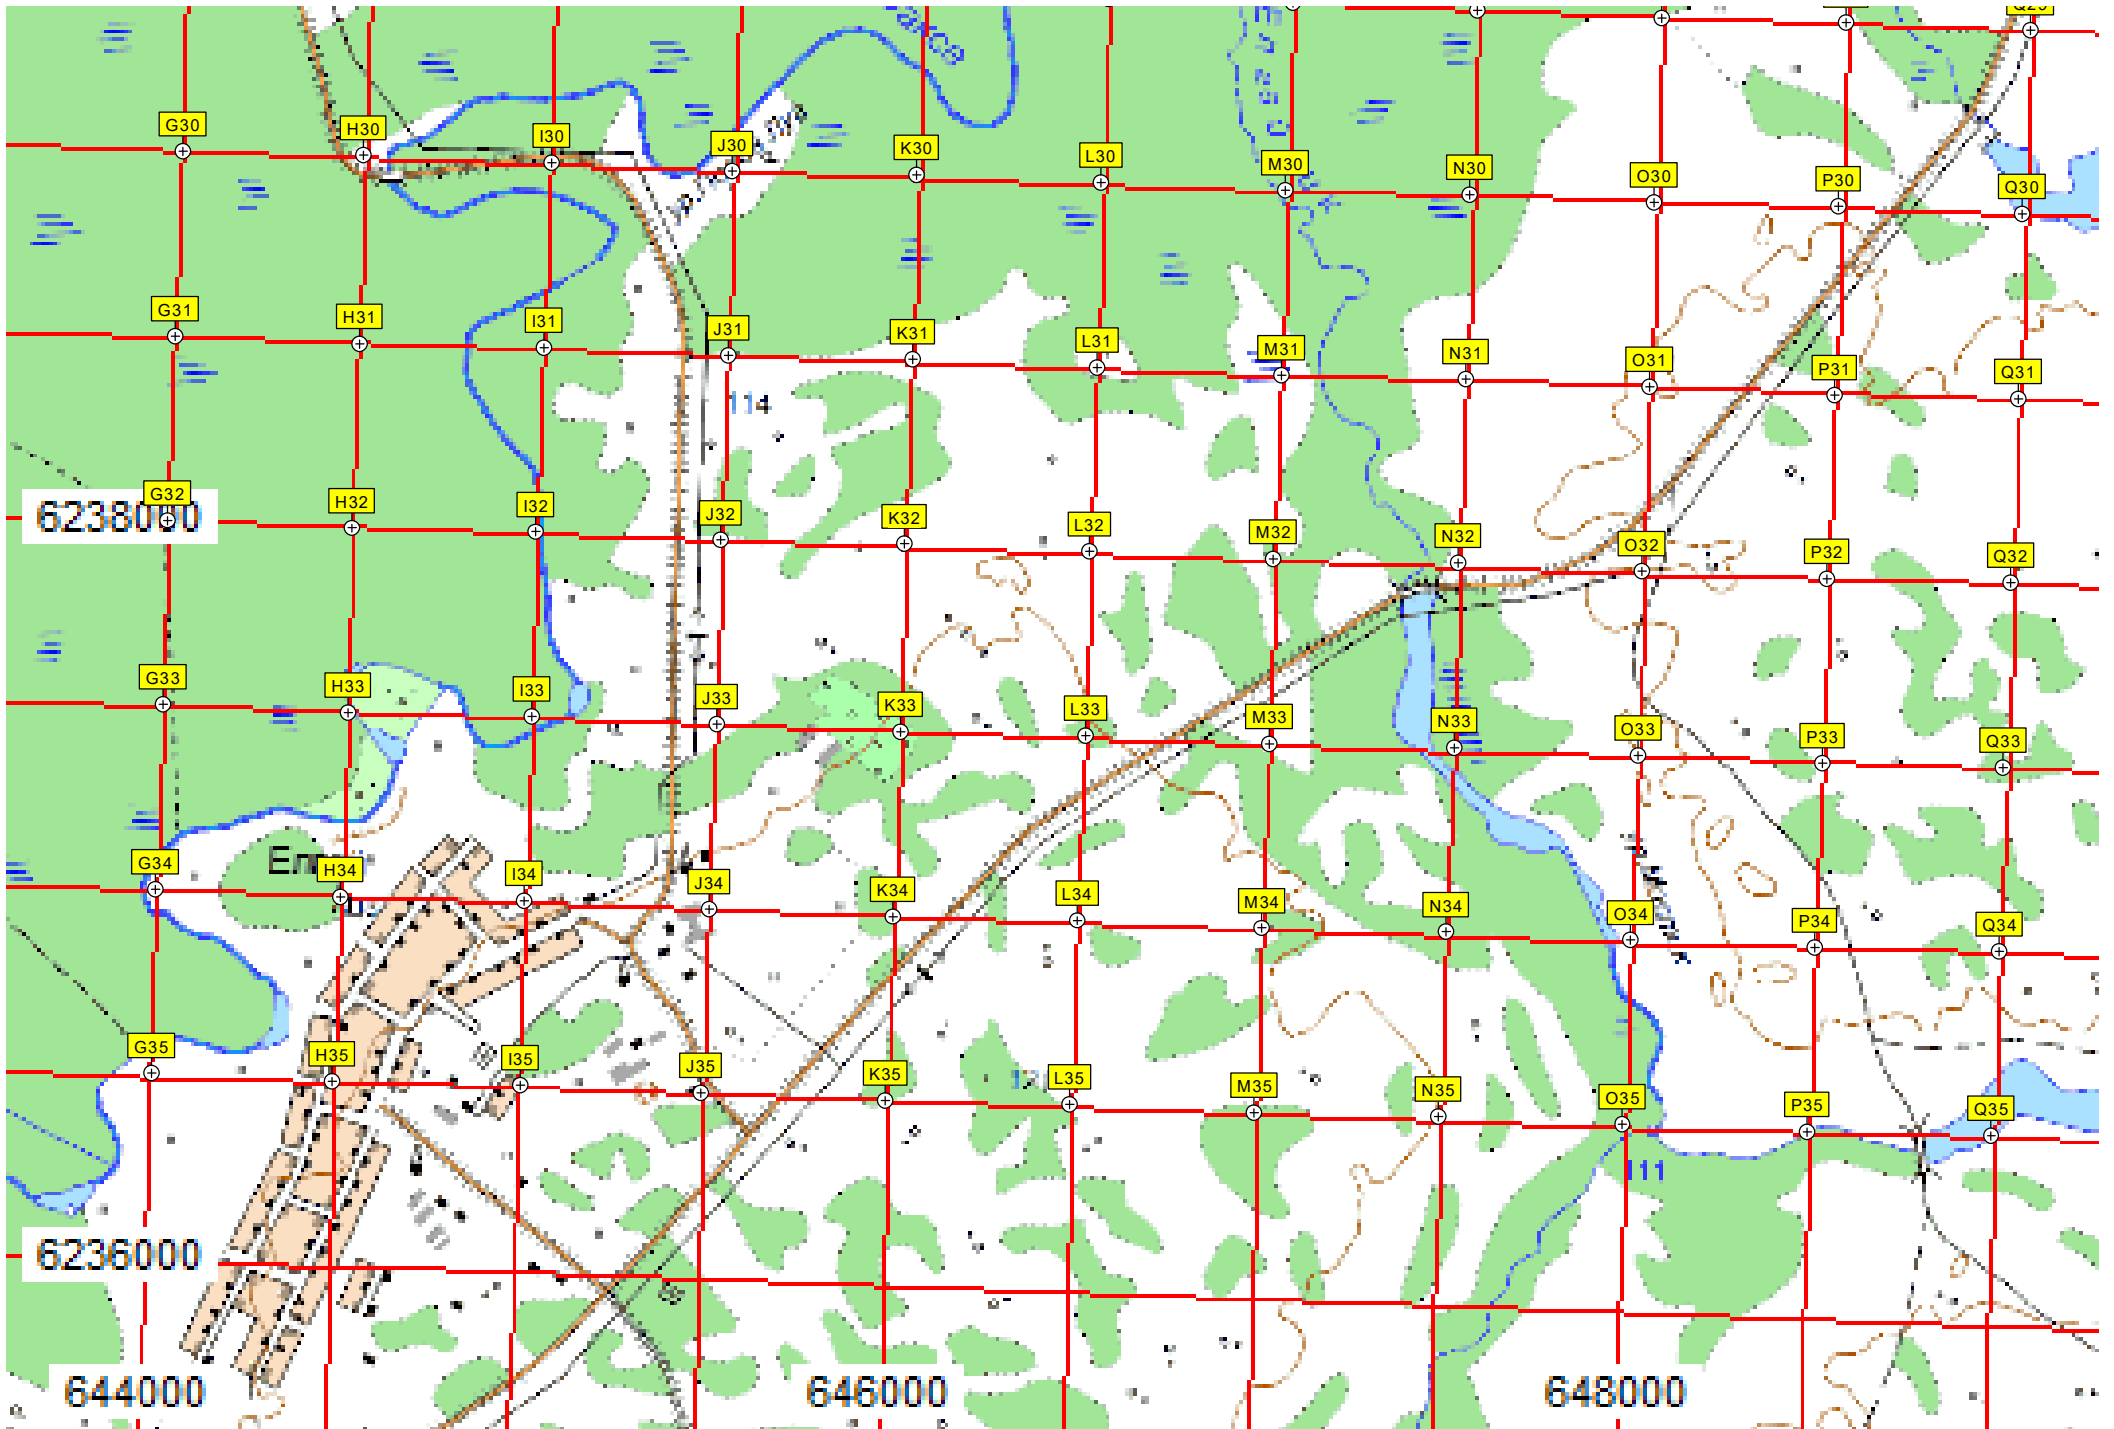 Q29
G30 H30 I30 J30 K30 L30 M30 N30 O30 P30 Q30
G31 H31 I31 J31 K31 L31 M31 N31 O31 P31 Q31
114
G32 H32 I32 J32 K32 L32 M32 N32 O32 P32 Q32
6238000
G33 H33 I33 J33 K33 L33 M33 N33 O33 P33 Q33
G34 H34 I34 J34 K34 L34 M34 N34 O34 P34 Q34
G35 H35 I35 J35 K35 L35 M35 N35 O35 P35 Q35
111
6236000
644000 646000 648000